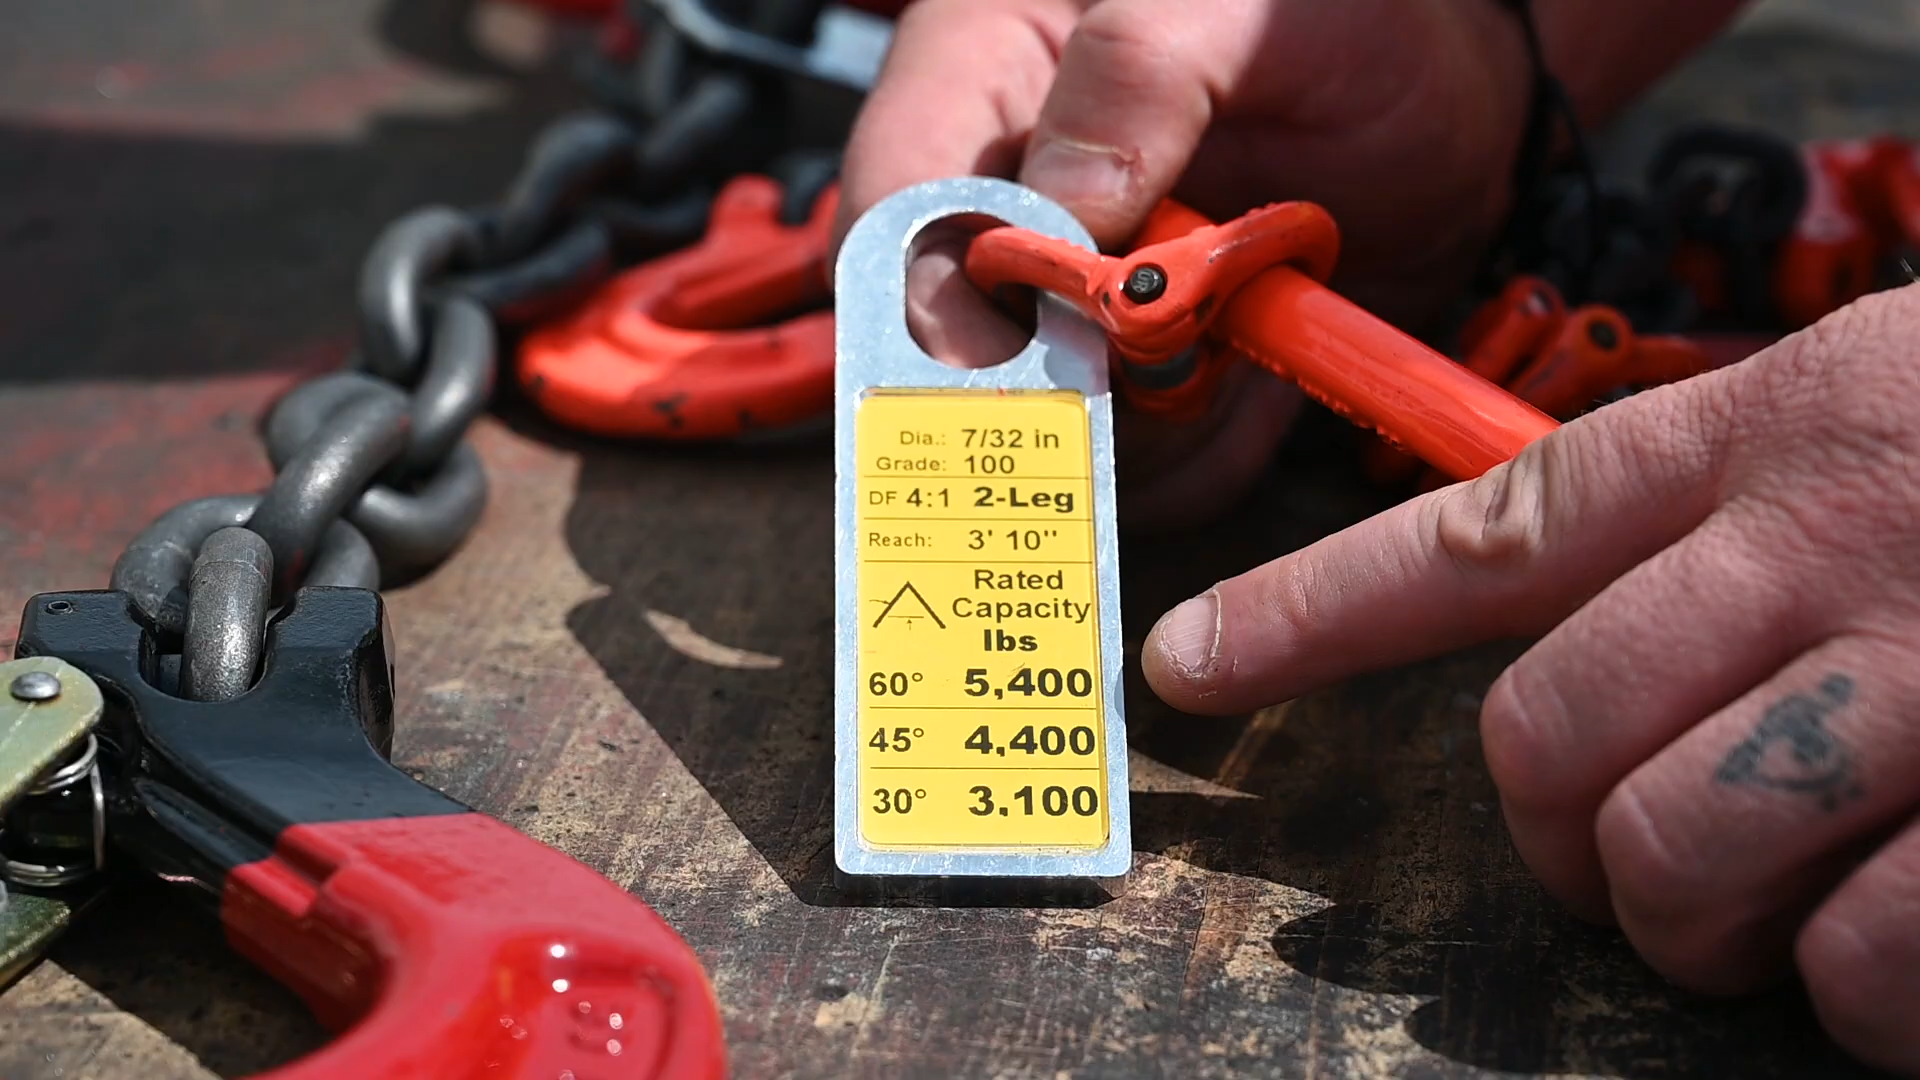 Dia.: 7/32 in
Grade: 100
DF 4:1 2-Leg
Reach: 3' 10"
Rated
Capacity
lbs
60° 5,400
45° 4,400
30° 3,100